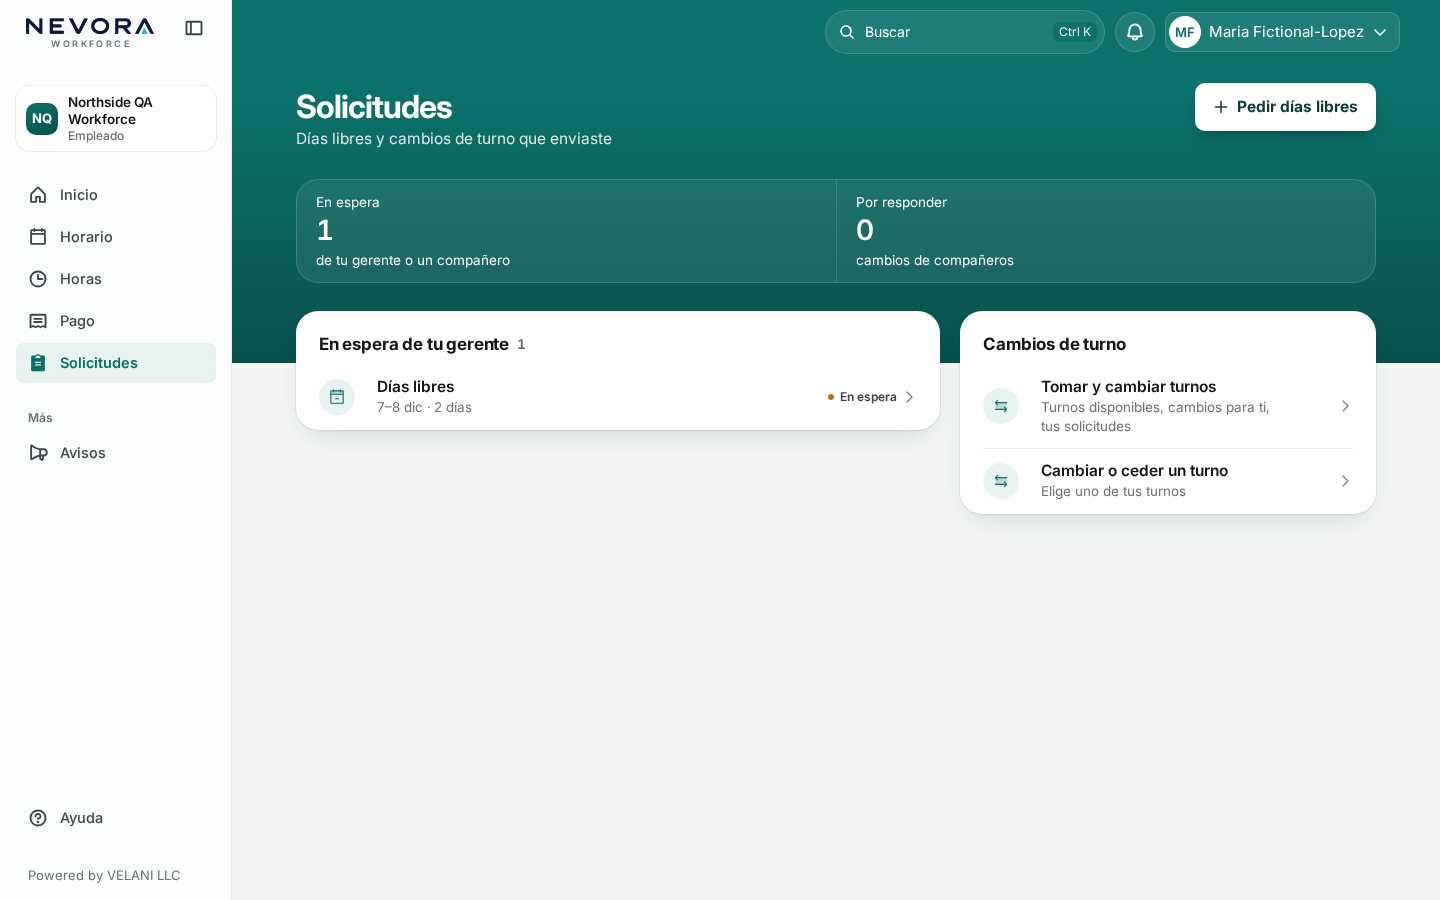 NEVORA
WORKFORCE
Buscar
Ctrl K
MF
Maria Fictional-Lopez
NQ
Northside QA
Workforce
Empleado
Inicio
Horario
Horas
Pago
Solicitudes
Más
Avisos
Ayuda
Powered by VELANI LLC
Solicitudes
Días libres y cambios de turno que enviaste
Pedir días libres
En espera
1
de tu gerente o un compañero
Por responder
0
cambios de compañeros
En espera de tu gerente 1
Días libres
7–8 dic · 2 días
En espera
Cambios de turno
Tomar y cambiar turnos
Turnos disponibles, cambios para ti,
tus solicitudes
Cambiar o ceder un turno
Elige uno de tus turnos